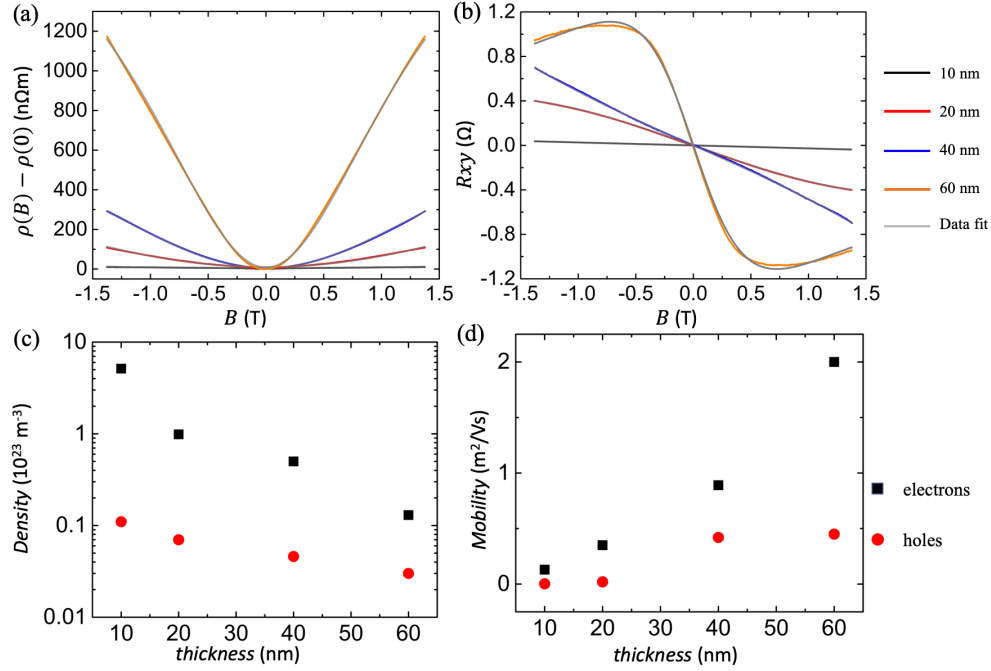 (a)
1200
1000
800
600
400
200
0
ρ(B) − ρ(0) (nΩm)
-1.5 -1.0 -0.5 0.0 0.5 1.0 1.5
B (T)
(b)
1.2
0.8
0.4
0.0
-0.4
-0.8
-1.2
Rxy (Ω)
-1.5 -1.0 -0.5 0.0 0.5 1.0 1.5
B (T)
10 nm
20 nm
40 nm
60 nm
Data fit
(c)
10
1
0.1
0.01
Density (10²³ m⁻³)
10 20 30 40 50 60
thickness (nm)
(d)
2
1
0
Mobility (m²/Vs)
10 20 30 40 50 60
thickness (nm)
electrons
holes